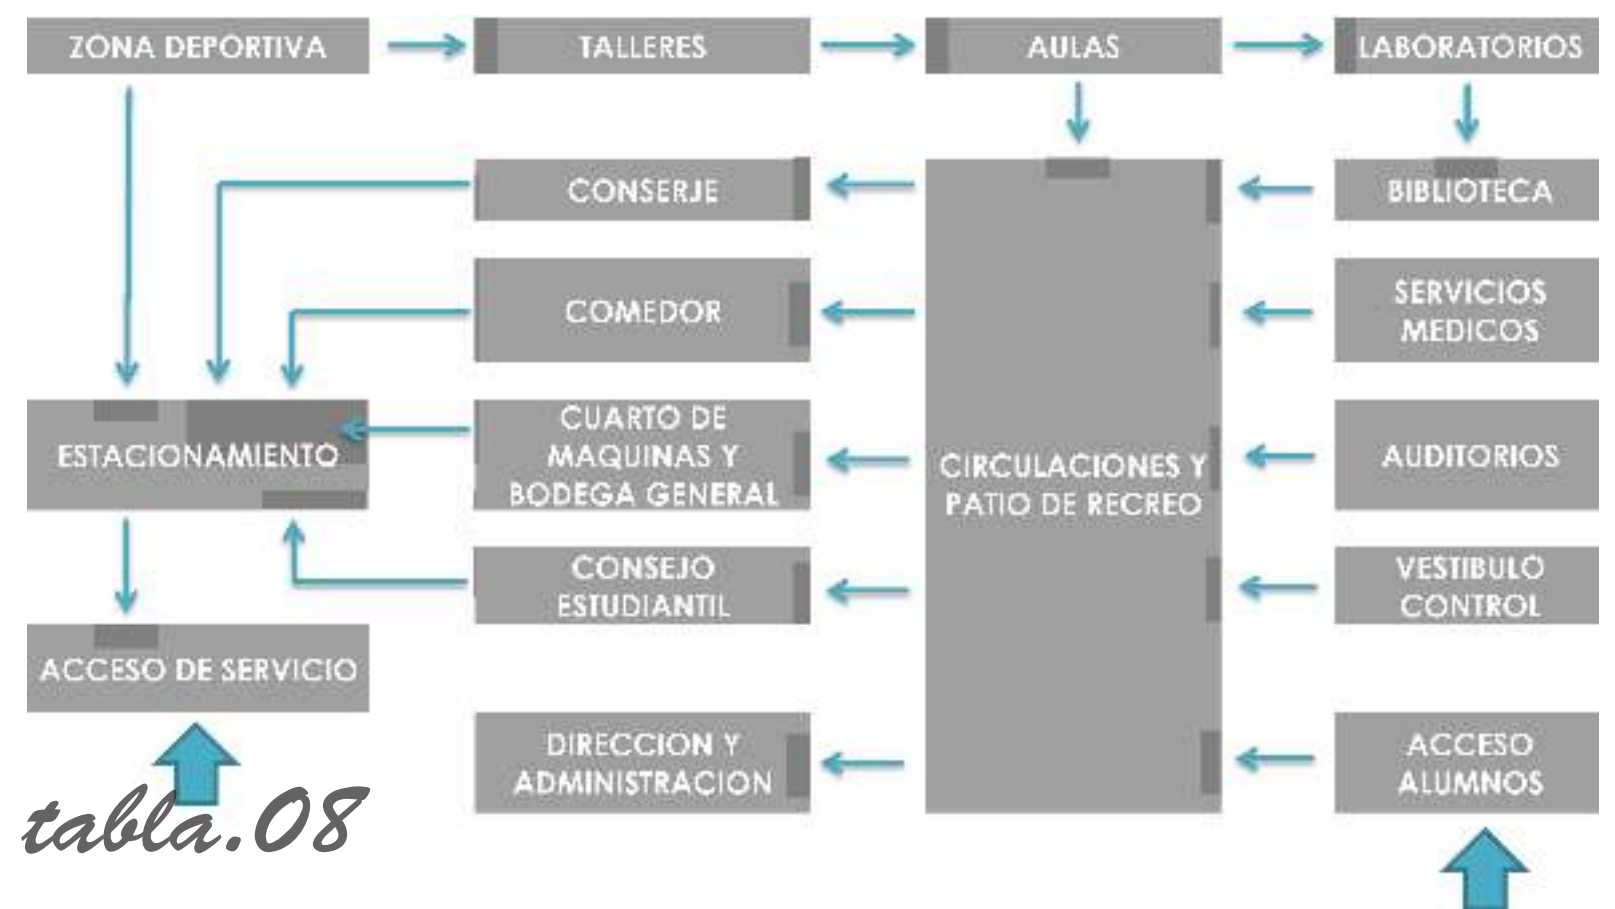 ZONA DEPORTIVA
TALLERES
AULAS
LABORATORIOS
CONSERJE
BIBLIOTECA
COMEDOR
SERVICIOS
MEDICOS
ESTACIONAMIENTO
CUARTO DE
MAQUINAS Y
BODEGA GENERAL
CIRCULACIONES Y
PATIO DE RECREO
AUDITORIOS
CONSEJO
ESTUDIANTIL
VESTIBULO
CONTROL
ACCESO DE SERVICIO
DIRECCION Y
ADMINISTRACION
ACCESO
ALUMNOS
tabla.08